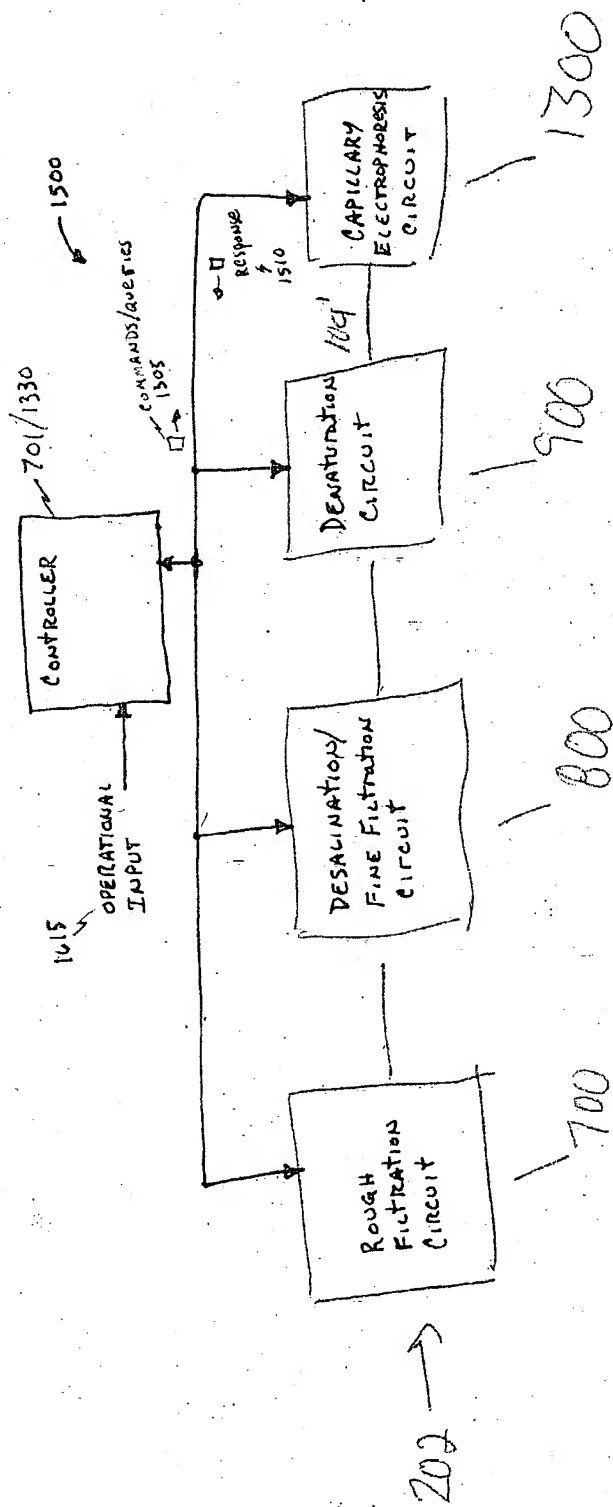 1500
701/1330
CONTROLLER
COMMANDS/QUERIES
1305
1615
OPERATIONAL
INPUT
RESPONSE
1510
ROUGH
FILTRATION
CIRCUIT
DESALINATION/
FINE FILTRATION
CIRCUIT
DENATURATION
CIRCUIT
CAPILLARY
ELECTROPHORESIS
CIRCUIT
202
700
800
900
1300